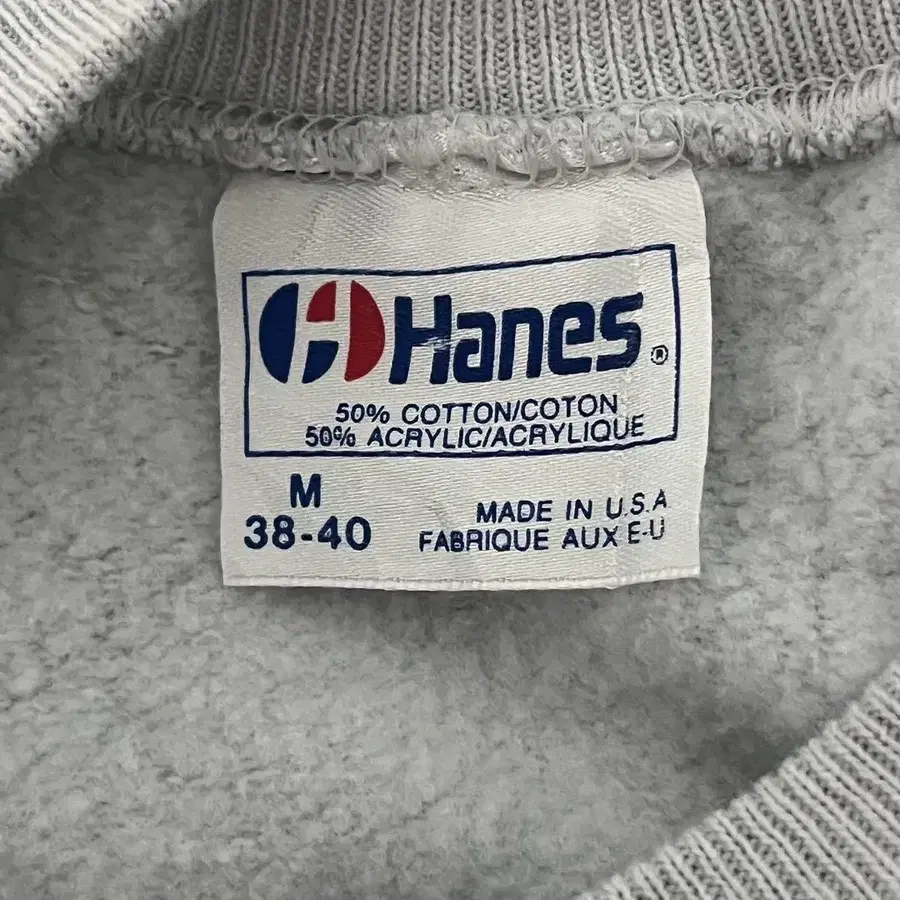 Hanes®
50% COTTON/COTON
50% ACRYLIC/ACRYLIQUE
M
38-40
MADE IN U.S.A
FABRIQUE AUX E-U